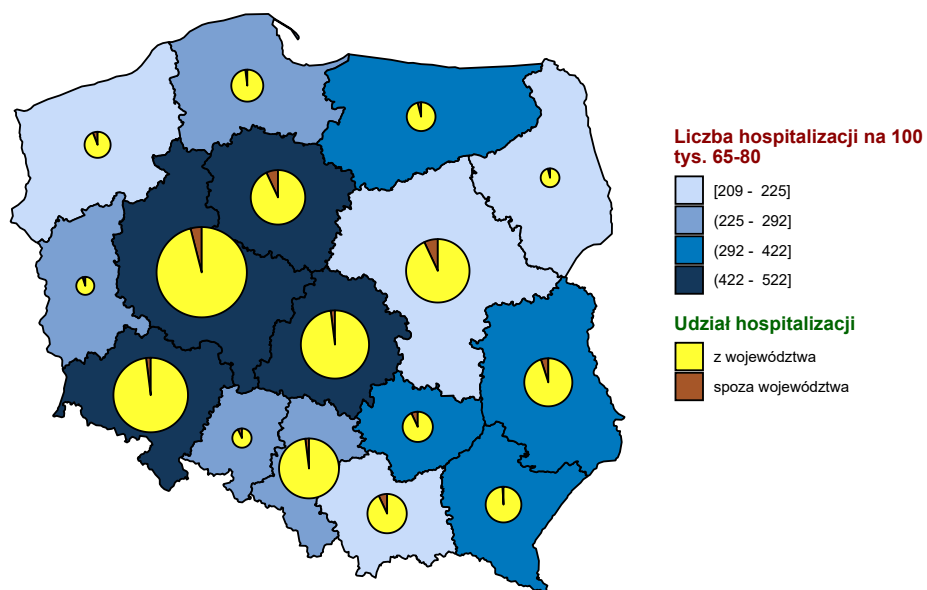 Liczba hospitalizacji na 100
tys. 65-80
[209 - 225]
(225 - 292]
(292 - 422]
(422 - 522]
Udział hospitalizacji
z województwa
spoza województwa